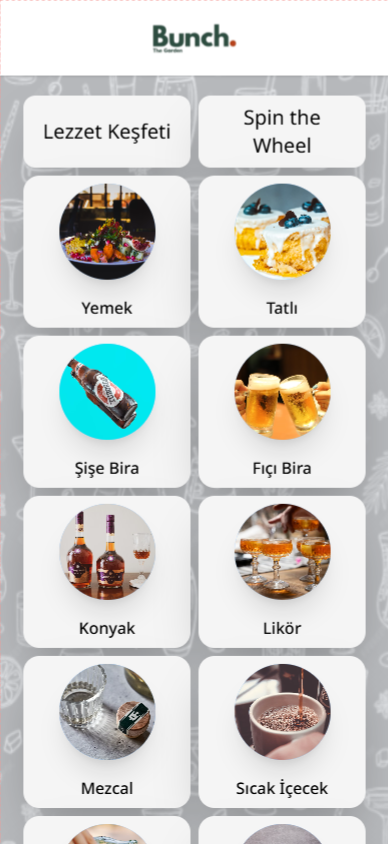 Bunch.
The Garden
Lezzet Keşfeti
Spin the
Wheel
Yemek
Tatlı
Şişe Bira
Fıçı Bira
Konyak
Likör
Mezcal
Sıcak İçecek